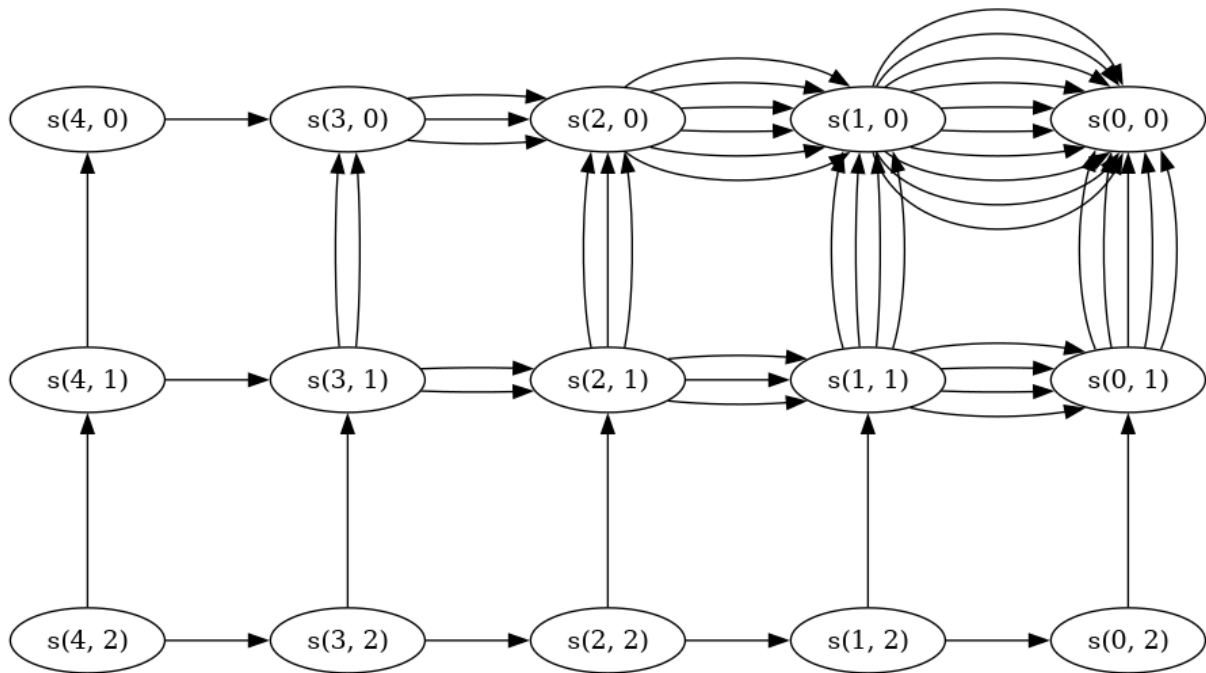 s(4, 0) s(3, 0) s(2, 0) s(1, 0) s(0, 0)
s(4, 1) s(3, 1) s(2, 1) s(1, 1) s(0, 1)
s(4, 2) s(3, 2) s(2, 2) s(1, 2) s(0, 2)